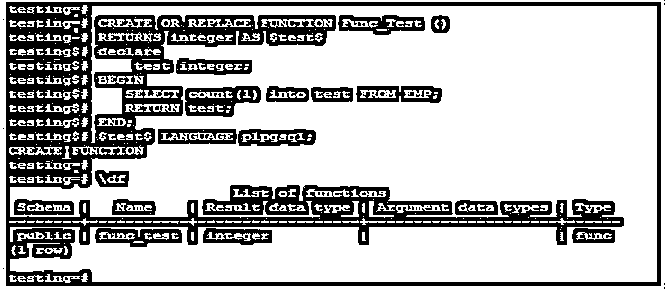 testing=#
testing=# CREATE OR REPLACE FUNCTION Func_Test ()
testing-# RETURNS integer AS $test$
testing$# declare
testing$# test integer;
testing$# BEGIN
testing$# SELECT count(1) into test FROM EMP;
testing$# RETURN test;
testing$# END;
testing$# $test$ LANGUAGE plpgsql;
CREATE FUNCTION
testing=#
testing=# \df
List of functions
Schema | Name | Result data type | Argument data types | Type
public | func_test | integer | | func
(1 row)
testing=#